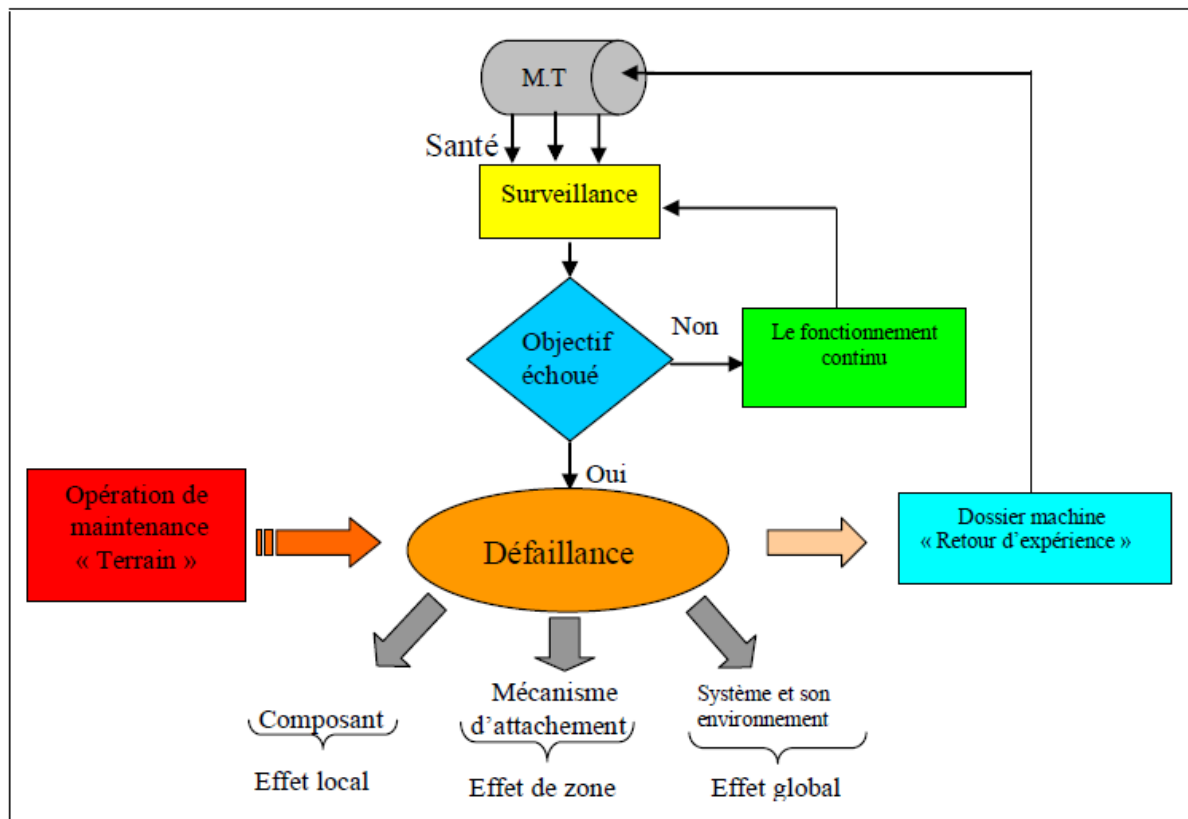 M.T
Santé
Surveillance
Objectif
échoué
Non
Le fonctionnement
continu
Oui
Opération de
maintenance
« Terrain »
Défaillance
Dossier machine
« Retour d’expérience »
Composant
Effet local
Mécanisme
d’attachement
Effet de zone
Système et son
environnement
Effet global